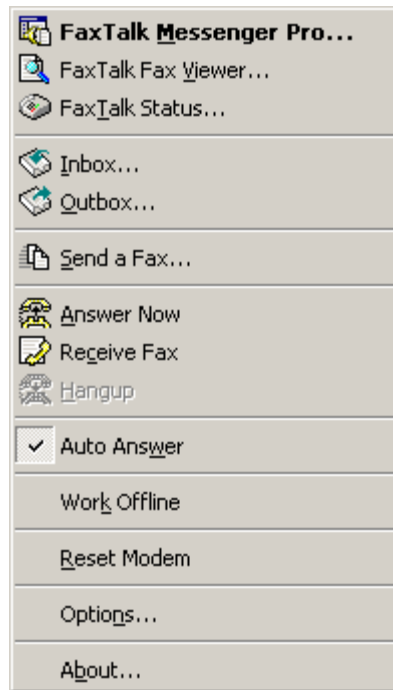 FaxTalk Messenger Pro...
FaxTalk Fax Viewer...
FaxTalk Status...
Inbox...
Outbox...
Send a Fax...
Answer Now
Receive Fax
Hangup
Auto Answer
Work Offline
Reset Modem
Options...
About...